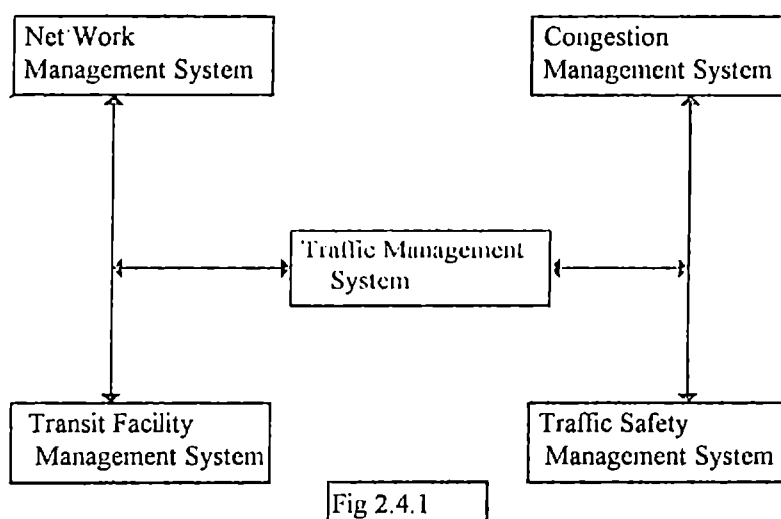 Net Work
Management System
Congestion
Management System
Traffic Management
System
Transit Facility
Management System
Traffic Safety
Management System
Fig 2.4.1